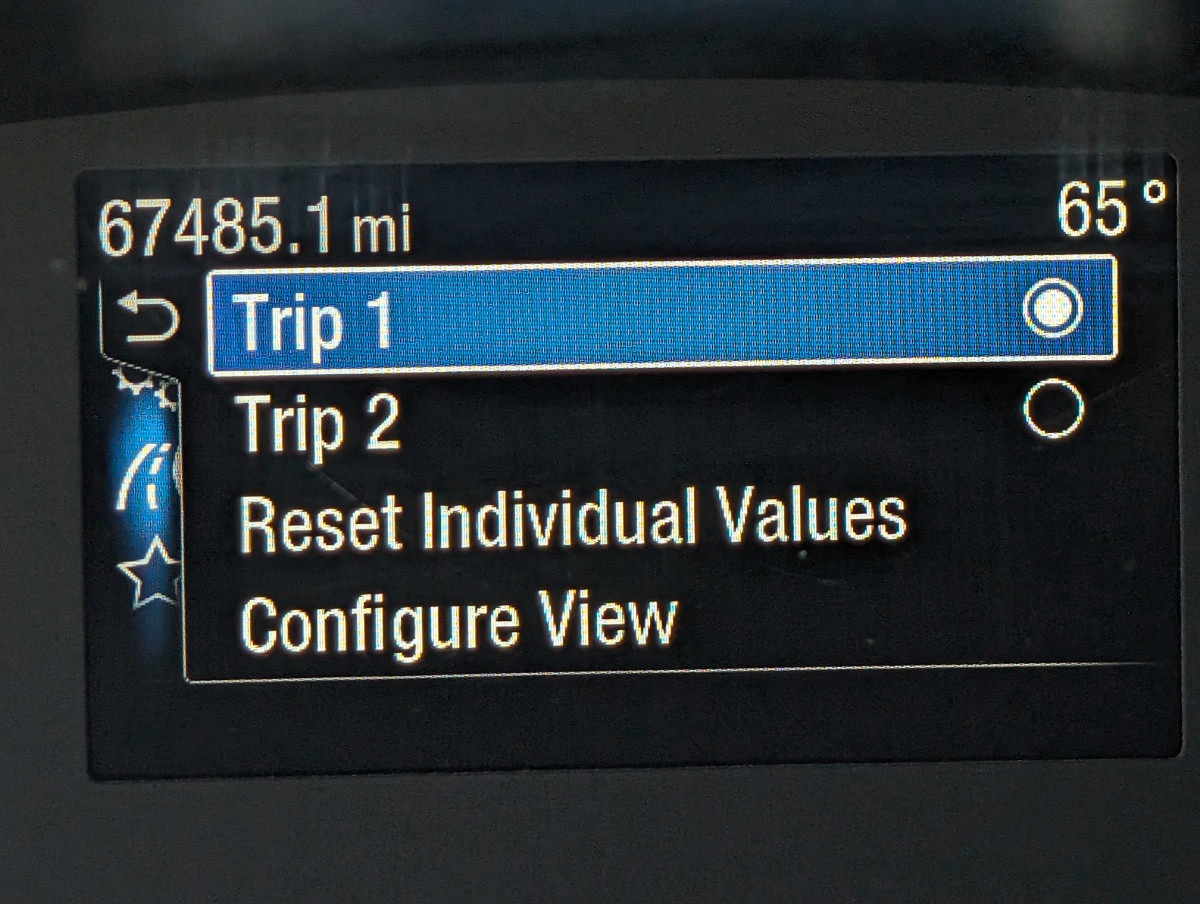 67485.1 mi 65°
Trip 1
Trip 2
Reset Individual Values
Configure View